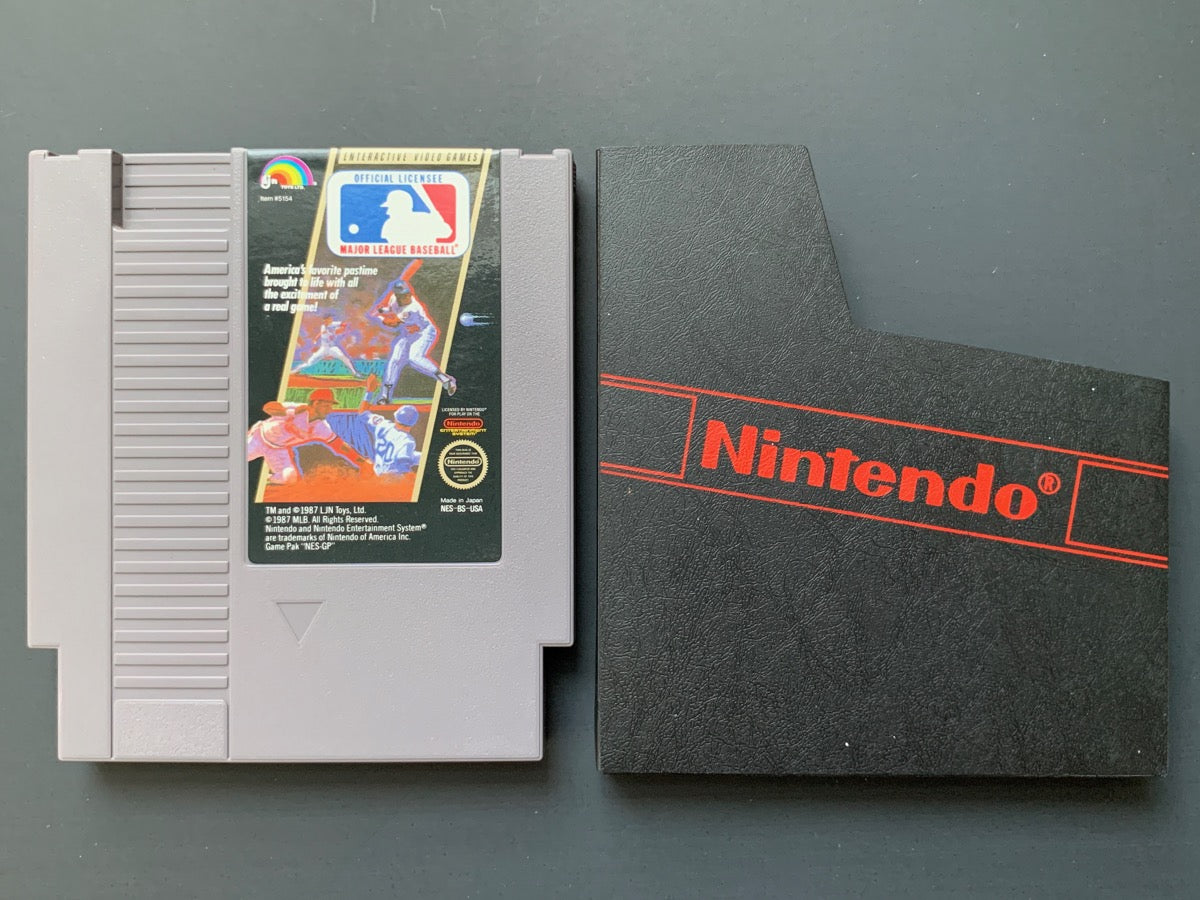 INTERACTIVE VIDEO GAMES
LJN
TOYS LTD.
™
Item #5154
OFFICIAL LICENSEE
MAJOR LEAGUE BASEBALL®
America's favorite pastime
brought to life with all
the excitement of
a real game!
20
LICENSED BY NINTENDO®
FOR PLAY ON THE
Nintendo
ENTERTAINMENT
SYSTEM
Nintendo
Made in Japan
NES-BS-USA
TM and ©1987 LJN Toys, Ltd.
©1987 MLB. All Rights Reserved.
Nintendo and Nintendo Entertainment System®
are trademarks of Nintendo of America Inc.
Game Pak "NES-GP"
Nintendo®